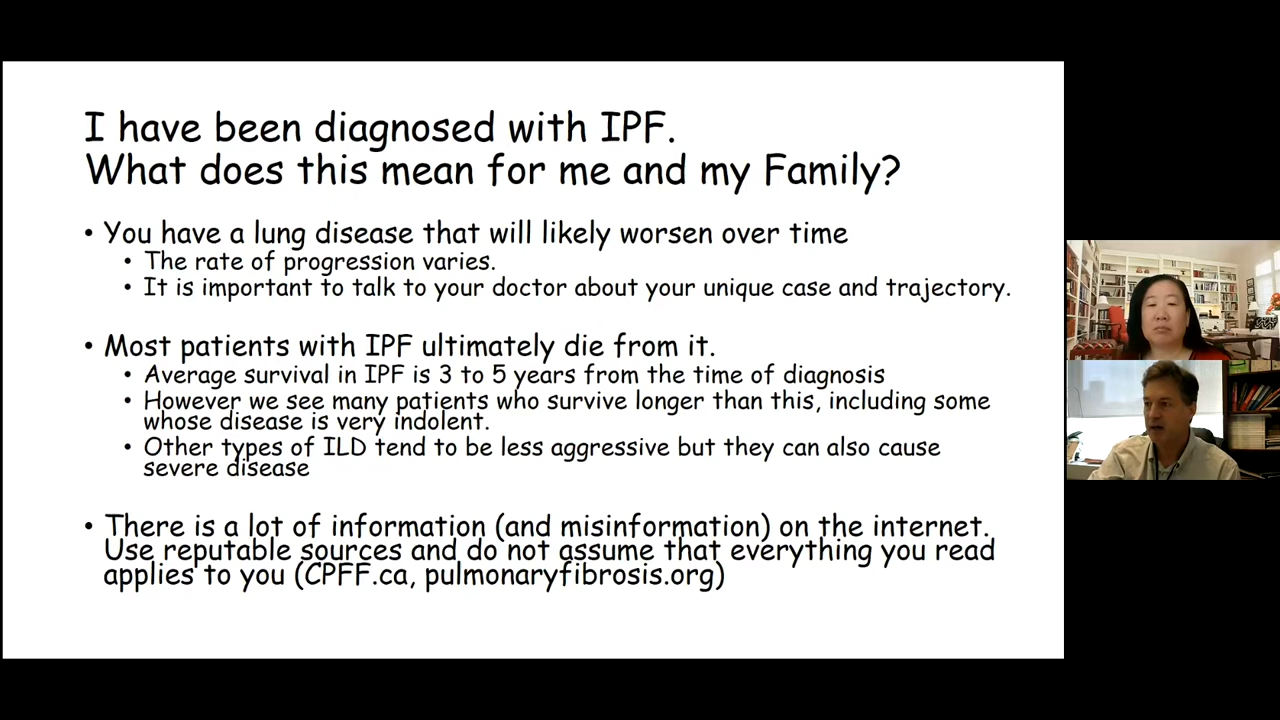 I have been diagnosed with IPF.
What does this mean for me and my Family?
• You have a lung disease that will likely worsen over time
• The rate of progression varies.
• It is important to talk to your doctor about your unique case and trajectory.
• Most patients with IPF ultimately die from it.
• Average survival in IPF is 3 to 5 years from the time of diagnosis
• However we see many patients who survive longer than this, including some
whose disease is very indolent.
• Other types of ILD tend to be less aggressive but they can also cause
severe disease
• There is a lot of information (and misinformation) on the internet.
Use reputable sources and do not assume that everything you read
applies to you (CPFF.ca, pulmonaryfibrosis.org)